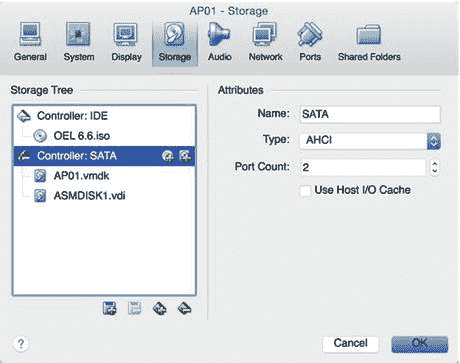 AP01 - Storage
General System Display Storage Audio Network Ports Shared Folders
Storage Tree
Attributes
Controller: IDE
OEL 6.6.iso
Controller: SATA
AP01.vmdk
ASMDISK1.vdi
Name: SATA
Type: AHCI
Port Count: 2
Use Host I/O Cache
?
Cancel OK